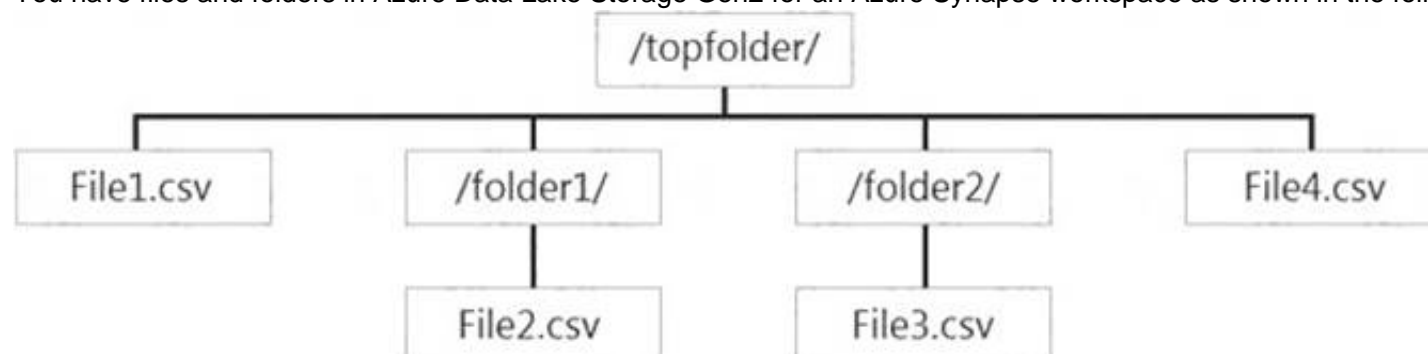 You have files and folders in Azure Data Lake Storage Gen2 for an Azure Synapse workspace as shown in the
/topfolder/
File1.csv
/folder1/
/folder2/
File4.csv
File2.csv
File3.csv